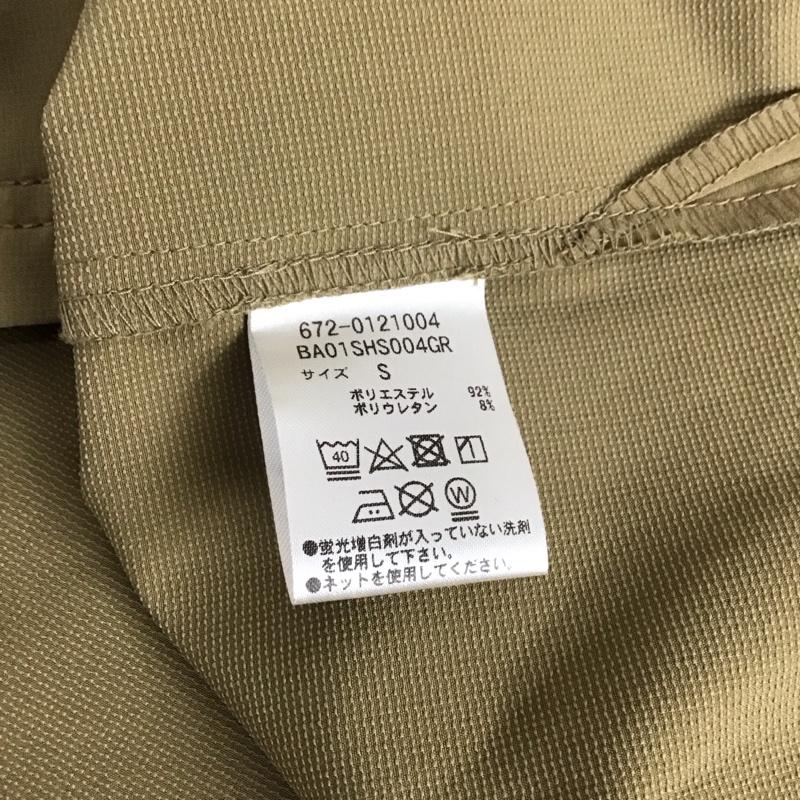 672-0121004
BA01SHS004GR
サイズ S
ポリエステル 92%
ポリウレタン 8%
40
W
●蛍光増白剤が入っていない洗剤
を使用して下さい。
●ネットを使用してください。